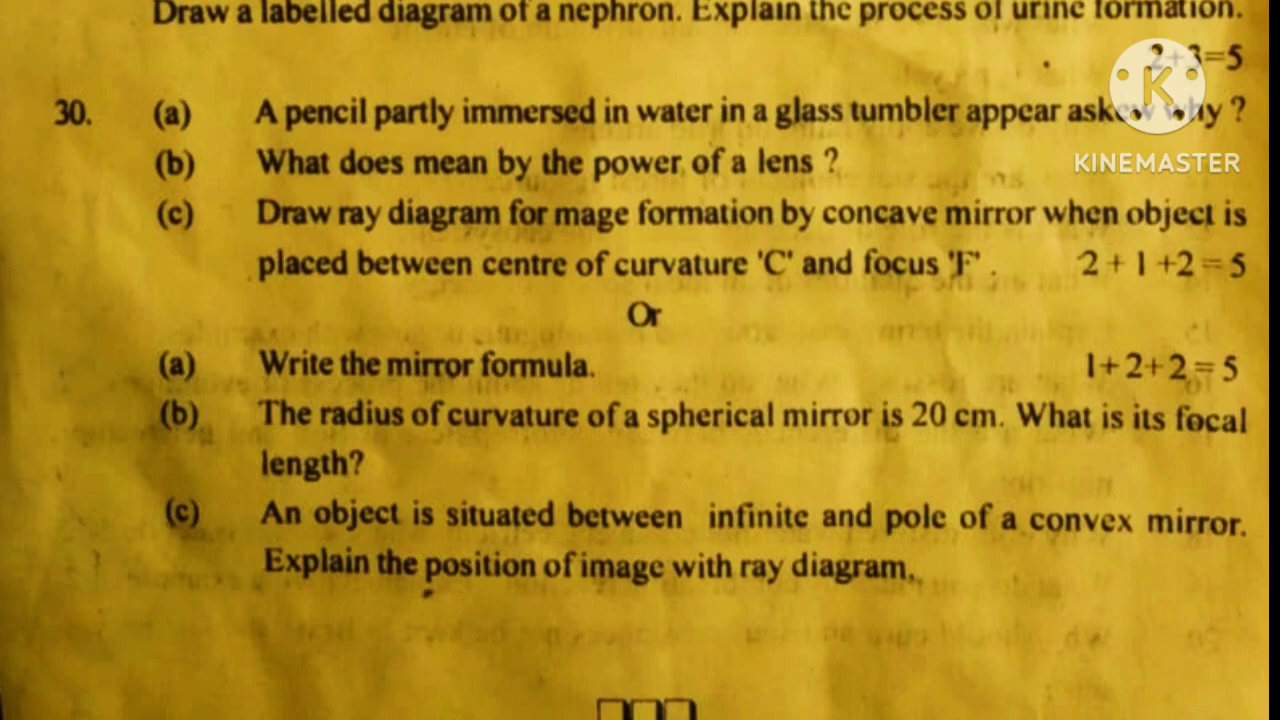 Draw a labelled diagram of a nephron. Explain the process of urine formation.
2+3=5
30. (a) A pencil partly immersed in water in a glass tumbler appear askew why ?
KINEMASTER
(b) What does mean by the power of a lens ?
(c) Draw ray diagram for mage formation by concave mirror when object is
placed between centre of curvature 'C' and focus 'F' . 2 + 1 +2 = 5
Or
(a) Write the mirror formula. 1+2+2 = 5
(b) The radius of curvature of a spherical mirror is 20 cm. What is its focal
length?
(c) An object is situated between infinite and pole of a convex mirror.
Explain the position of image with ray diagram.